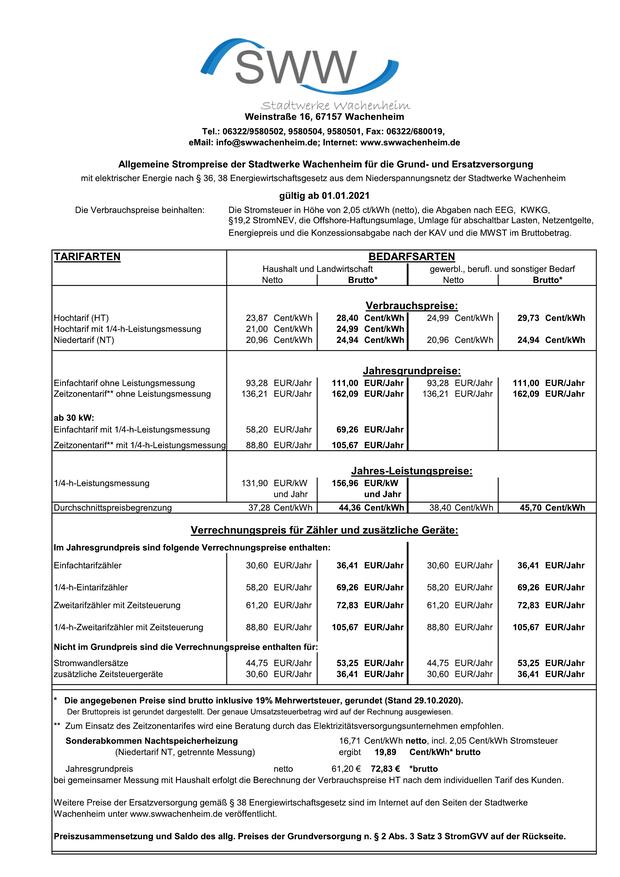 SWW
Stadtwerke Wachenheim
Weinstraße 16, 67157 Wachenheim
Tel.: 06322/9580502, 9580504, 9580501, Fax: 06322/680019,
eMail: info@swwachenheim.de; Internet: www.swwachenheim.de
Allgemeine Strompreise der Stadtwerke Wachenheim für die Grund- und Ersatzversorgung
mit elektrischer Energie nach § 36, 38 Energiewirtschaftsgesetz aus dem Niederspannungsnetz der Stadtwerke Wachenheim
gültig ab 01.01.2021
Die Verbrauchspreise beinhalten: Die Stromsteuer in Höhe von 2,05 ct/kWh (netto), die Abgaben nach EEG, KWKG,
§19,2 StromNEV, die Offshore-Haftungsumlage, Umlage für abschaltbar Lasten, Netzentgelte,
Energiepreis und die Konzessionsabgabe nach der KAV und die MWST im Bruttobetrag.
TARIFARTEN BEDARFSARTEN
Haushalt und Landwirtschaft gewerbl., berufl. und sonstiger Bedarf
Netto Brutto* Netto Brutto*
Verbrauchspreise:
Hochtarif (HT) 23,87 Cent/kWh 28,40 Cent/kWh 24,99 Cent/kWh 29,73 Cent/kWh
Hochtarif mit 1/4-h-Leistungsmessung 21,00 Cent/kWh 24,99 Cent/kWh
Niedertarif (NT) 20,96 Cent/kWh 24,94 Cent/kWh 20,96 Cent/kWh 24,94 Cent/kWh
Jahresgrundpreise:
Einfachtarif ohne Leistungsmessung 93,28 EUR/Jahr 111,00 EUR/Jahr 93,28 EUR/Jahr 111,00 EUR/Jahr
Zeitzonentarif** ohne Leistungsmessung 136,21 EUR/Jahr 162,09 EUR/Jahr 136,21 EUR/Jahr 162,09 EUR/Jahr
ab 30 kW:
Einfachtarif mit 1/4-h-Leistungsmessung 58,20 EUR/Jahr 69,26 EUR/Jahr
Zeitzonentarif** mit 1/4-h-Leistungsmessung 88,80 EUR/Jahr 105,67 EUR/Jahr
Jahres-Leistungspreise:
1/4-h-Leistungsmessung 131,90 EUR/kW 156,96 EUR/kW
und Jahr und Jahr
Durchschnittspreisbegrenzung 37,28 Cent/kWh 44,36 Cent/kWh 38,40 Cent/kWh 45,70 Cent/kWh
Verrechnungspreis für Zähler und zusätzliche Geräte:
Im Jahresgrundpreis sind folgende Verrechnungspreise enthalten:
Einfachtarifzähler 30,60 EUR/Jahr 36,41 EUR/Jahr 30,60 EUR/Jahr 36,41 EUR/Jahr
1/4-h-Eintarifzähler 58,20 EUR/Jahr 69,26 EUR/Jahr 58,20 EUR/Jahr 69,26 EUR/Jahr
Zweitarifzähler mit Zeitsteuerung 61,20 EUR/Jahr 72,83 EUR/Jahr 61,20 EUR/Jahr 72,83 EUR/Jahr
1/4-h-Zweitarifzähler mit Zeitsteuerung 88,80 EUR/Jahr 105,67 EUR/Jahr 88,80 EUR/Jahr 105,67 EUR/Jahr
Nicht im Grundpreis sind die Verrechnungspreise enthalten für:
Stromwandlersätze 44,75 EUR/Jahr 53,25 EUR/Jahr 44,75 EUR/Jahr 53,25 EUR/Jahr
zusätzliche Zeitsteuergeräte 30,60 EUR/Jahr 36,41 EUR/Jahr 30,60 EUR/Jahr 36,41 EUR/Jahr
* Die angegebenen Preise sind brutto inklusive 19% Mehrwertsteuer, gerundet (Stand 29.10.2020).
Der Bruttopreis ist gerundet dargestellt. Der genaue Umsatzsteuerbetrag wird auf der Rechnung ausgewiesen.
** Zum Einsatz des Zeitzonentarifes wird eine Beratung durch das Elektrizitätsversorgungsunternehmen empfohlen.
Sonderabkommen Nachtspeicherheizung 16,71 Cent/kWh netto, incl. 2,05 Cent/kWh Stromsteuer
(Niedertarif NT, getrennte Messung) ergibt 19,89 Cent/kWh* brutto
Jahresgrundpreis netto 61,20 € 72,83 € *brutto
bei gemeinsamer Messung mit Haushalt erfolgt die Berechnung der Verbrauchspreise HT nach dem individuellen Tarif des Kunden.
Weitere Preise der Ersatzversorgung gemäß § 38 Energiewirtschaftsgesetz sind im Internet auf den Seiten der Stadtwerke
Wachenheim unter www.swwachenheim.de veröffentlicht.
Preiszusammensetzung und Saldo des allg. Preises der Grundversorgung n. § 2 Abs. 3 Satz 3 StromGVV auf der Rückseite.